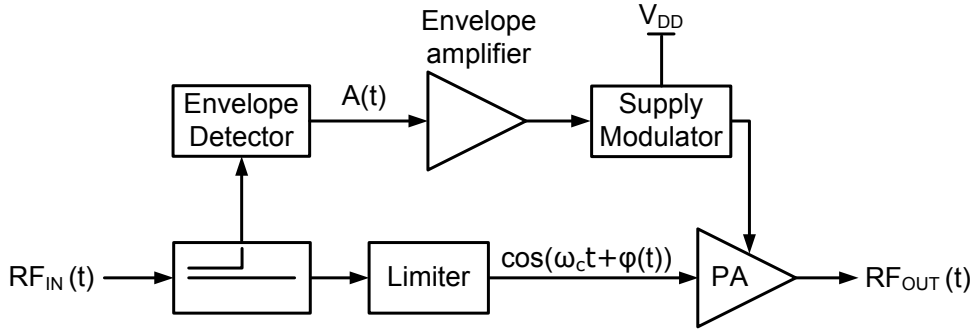 Envelope
amplifier
V_DD
Envelope
Detector
A(t)
Supply
Modulator
RF_IN (t)
Limiter
cos(ω_c t+φ(t))
PA
RF_OUT (t)